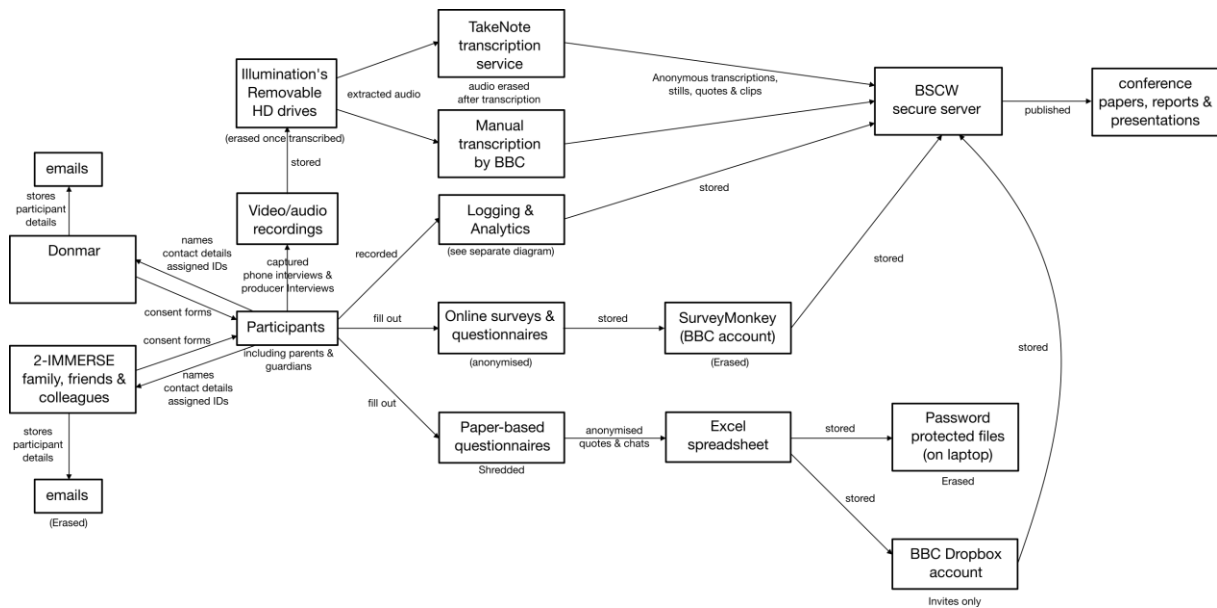 TakeNote
transcription
service
audio erased
after transcription
Illumination's
Removable
HD drives
(erased once transcribed)
extracted audio
Manual
transcription
by BBC
Anonymous transcriptions,
stills, quotes & clips
BSCW
secure server
published
conference
papers, reports &
presentations
emails
stores
participant
details
Donmar
stored
Video/audio
recordings
captured
phone interviews &
producer Interviews
names
contact details
assigned IDs
consent forms
recorded
Logging &
Analytics
(see separate diagram)
stored
Participants
including parents &
guardians
fill out
Online surveys &
questionnaires
(anonymised)
stored
SurveyMonkey
(BBC account)
(Erased)
stored
stored
2-IMMERSE
family, friends &
colleagues
consent forms
names
contact details
assigned IDs
stores
participant
details
emails
(Erased)
fill out
Paper-based
questionnaires
Shredded
anonymised
quotes & chats
Excel
spreadsheet
stored
Password
protected files
(on laptop)
Erased
stored
BBC Dropbox
account
Invites only